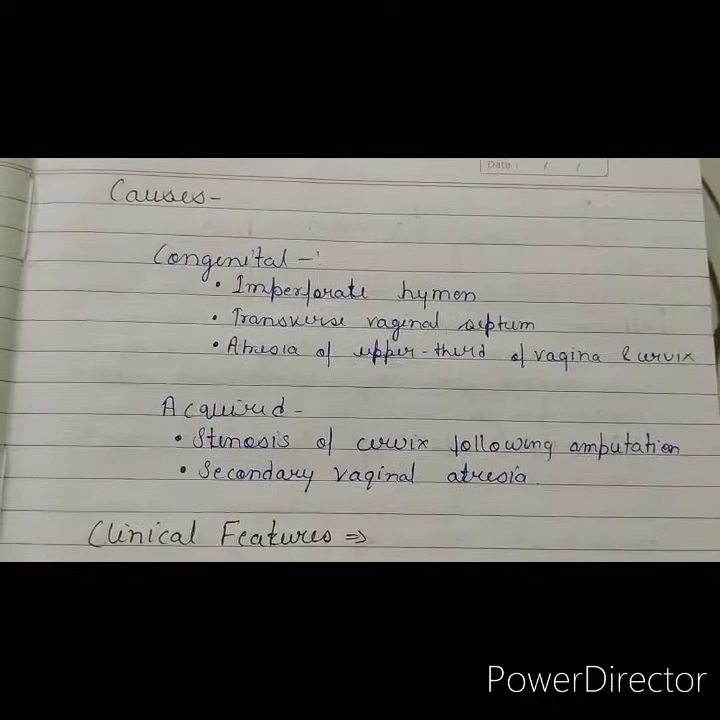 Date : / /
Causes-
Congenital -:
• Imperforate hymen
• Transverse vaginal septum
• Atresia of upper-third of vagina & cervix
Acquired -
• Stenosis of cervix following amputation
• Secondary vaginal atresia.
Clinical Features ⇒
PowerDirector